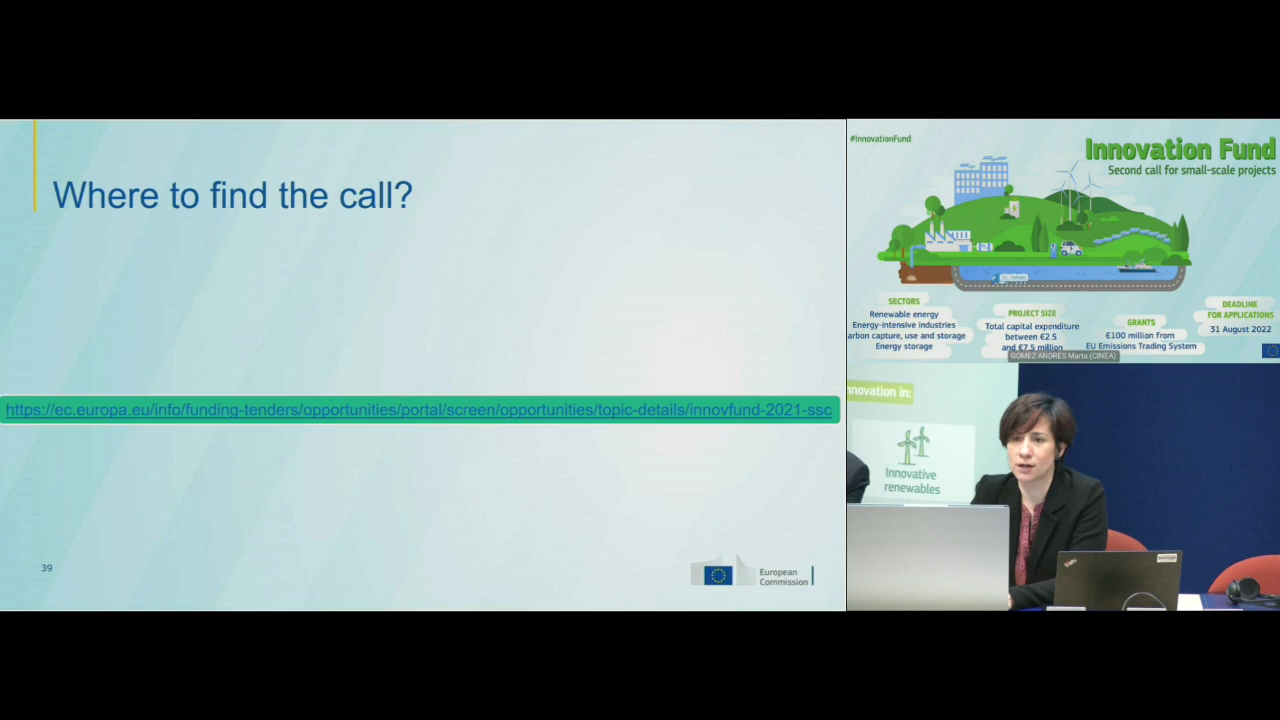 Where to find the call?
https://ec.europa.eu/info/funding-tenders/opportunities/portal/screen/opportunities/topic-details/innovfund-2021-ssc
39
European
Commission
#InnovationFund
Innovation Fund
Second call for small-scale projects
SECTORS
Renewable energy
Energy-intensive industries
arbon capture, use and storage
Energy storage
PROJECT SIZE
Total capital expenditure
between €2.5
and €7.5 million
GRANTS
€100 million from
EU Emissions Trading System
DEADLINE
FOR APPLICATIONS
31 August 2022
GOMEZ ANDRES Marta (CINEA)
nnovation in:
Innovative
renewables